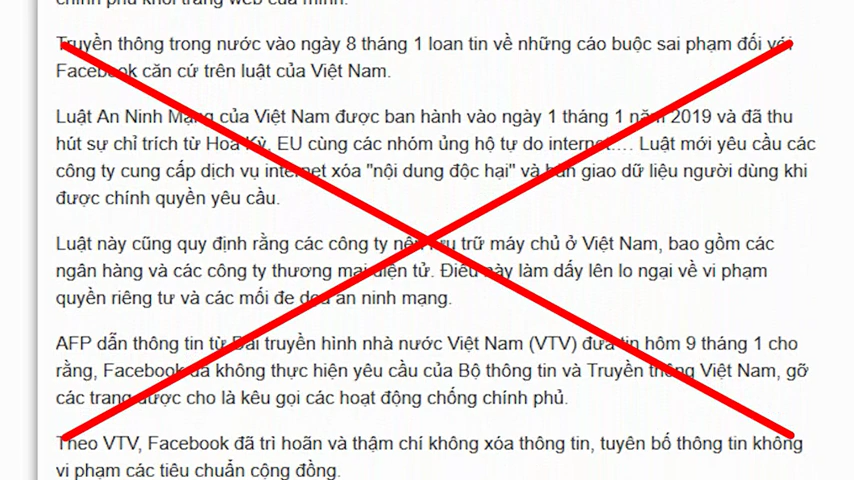 chính phủ khỏi trang web của mình.
Truyền thông trong nước vào ngày 8 tháng 1 loan tin về những cáo buộc sai phạm đối với
Facebook căn cứ trên luật của Việt Nam.
Luật An Ninh Mạng của Việt Nam được ban hành vào ngày 1 tháng 1 năm 2019 và đã thu
hút sự chỉ trích từ Hoa Kỳ, EU cùng các nhóm ủng hộ tự do internet.... Luật mới yêu cầu các
công ty cung cấp dịch vụ internet xóa "nội dung độc hại" và bàn giao dữ liệu người dùng khi
được chính quyền yêu cầu.
Luật này cũng quy định rằng các công ty nên lưu trữ máy chủ ở Việt Nam, bao gồm các
ngân hàng và các công ty thương mại điện tử. Điều này làm dấy lên lo ngại về vi phạm
quyền riêng tư và các mối đe dọa an ninh mạng.
AFP dẫn thông tin từ Đài truyền hình nhà nước Việt Nam (VTV) đưa tin hôm 9 tháng 1 cho
rằng, Facebook đã không thực hiện yêu cầu của Bộ thông tin và Truyền thông Việt Nam, gỡ
các trang được cho là kêu gọi các hoạt động chống chính phủ.
Theo VTV, Facebook đã trì hoãn và thậm chí không xóa thông tin, tuyên bố thông tin không
vi phạm các tiêu chuẩn cộng đồng.